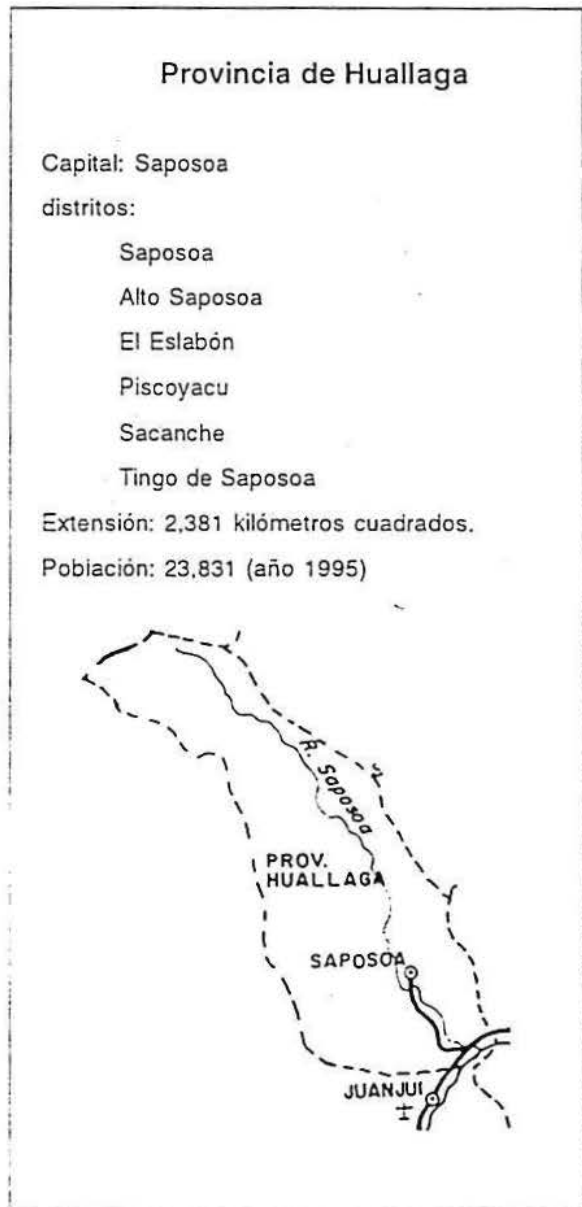 Provincia de Huallaga
Capital: Saposoa
distritos:
Saposoa
Alto Saposoa
El Eslabón
Piscoyacu
Sacanche
Tingo de Saposoa
Extensión: 2,381 kilómetros cuadrados.
Población: 23,831 (año 1995)
R. Saposoa
PROV.
HUALLAGA
SAPOSOA
JUANJUI